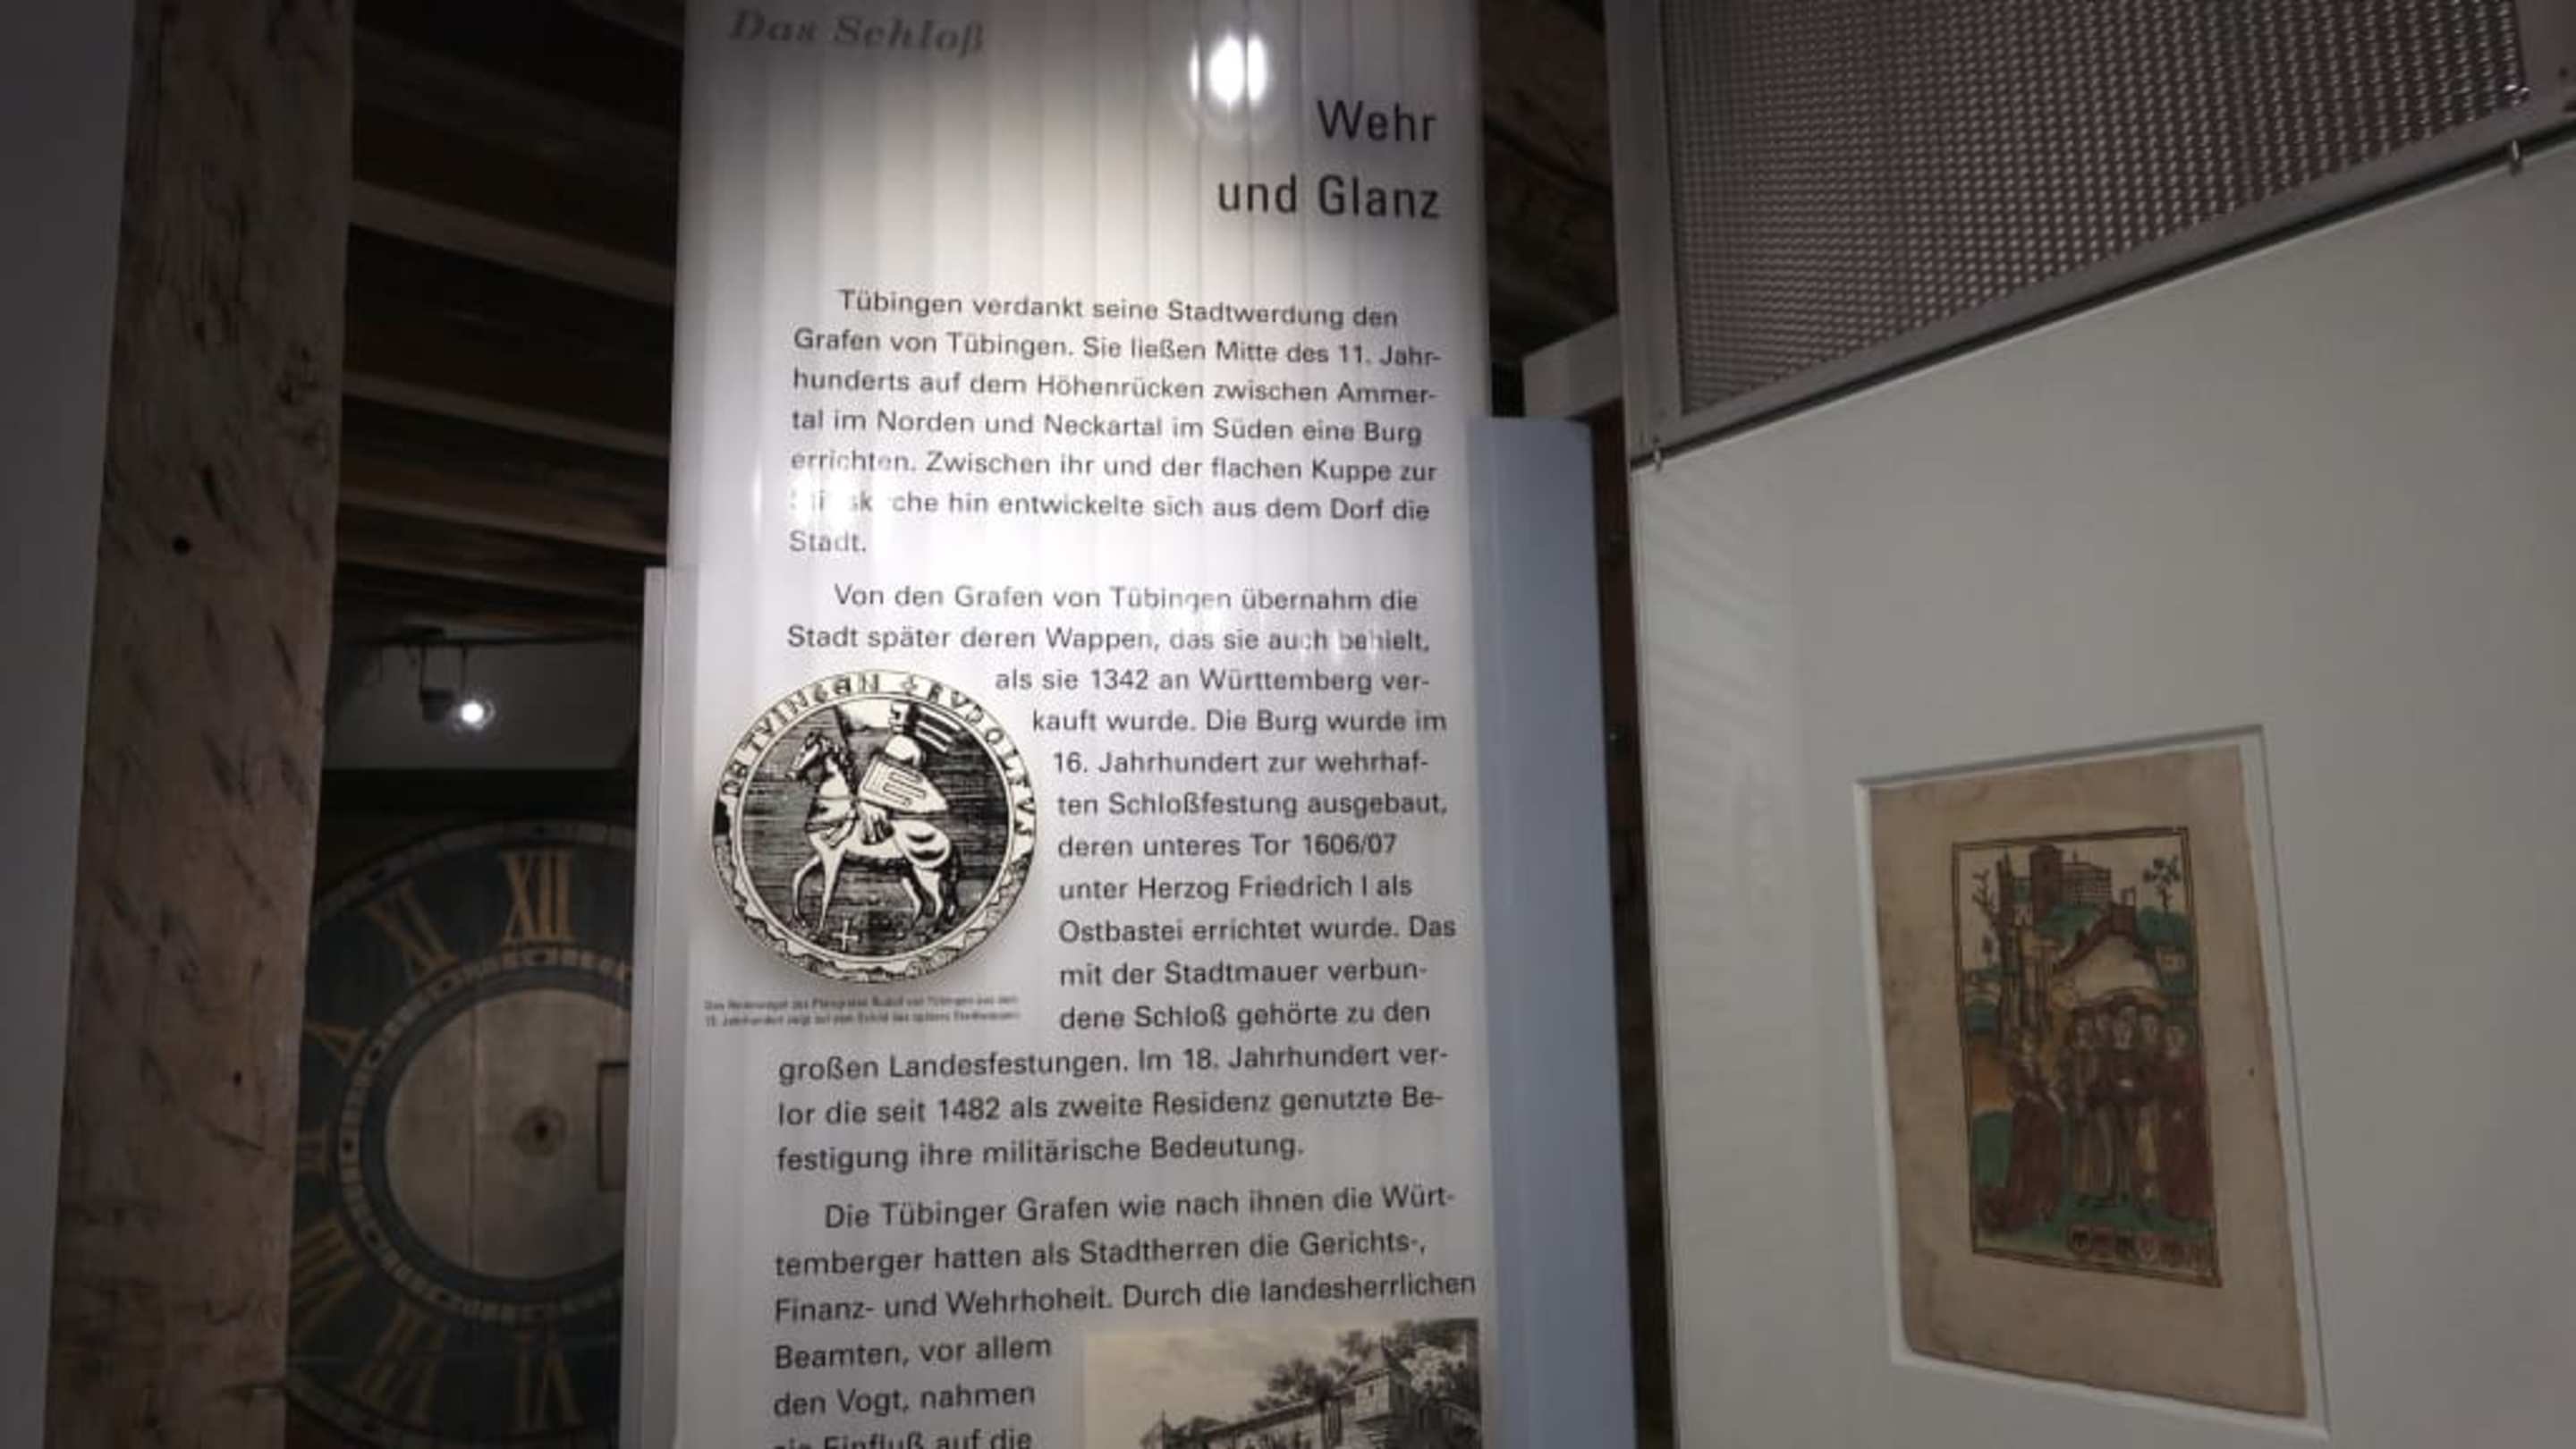 Das Schloß
Wehr
und Glanz
Tübingen verdankt seine Stadtwerdung den
Grafen von Tübingen. Sie ließen Mitte des 11. Jahr-
hunderts auf dem Höhenrücken zwischen Ammer-
tal im Norden und Neckartal im Süden eine Burg
errichten. Zwischen ihr und der flachen Kuppe zur
hin entwickelte sich aus dem Dorf die
Stadt.
Von den Grafen von Tübingen übernahm die
Stadt später deren Wappen, das sie auch behielt,
als sie 1342 an Württemberg ver-
kauft wurde. Die Burg wurde im
16. Jahrhundert zur wehrhaf-
ten Schloßfestung ausgebaut,
deren unteres Tor 1606/07
unter Herzog Friedrich I als
Ostbastei errichtet wurde. Das
mit der Stadtmauer verbun-
dene Schloß gehörte zu den
großen Landesfestungen. Im 18. Jahrhundert ver-
lor die seit 1482 als zweite Residenz genutzte Be-
festigung ihre militärische Bedeutung.
Die Tübinger Grafen wie nach ihnen die Würt-
temberger hatten als Stadtherren die Gerichts-,
Finanz- und Wehrhoheit. Durch die landesherrlichen
Beamten, vor allem
den Vogt, nahmen
sie Einfluß auf die
XI
XII